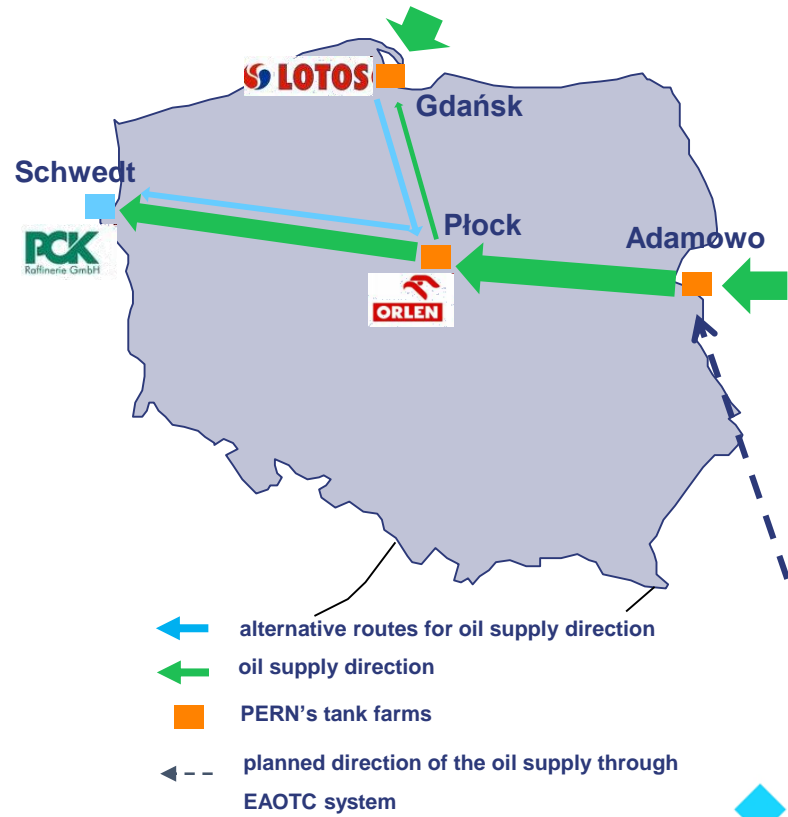 LOTOS
Gdańsk
Schwedt
PCK
Raffinerie GmbH
Płock
Adamowo
ORLEN
alternative routes for oil supply direction
oil supply direction
PERN's tank farms
planned direction of the oil supply through
EAOTC system